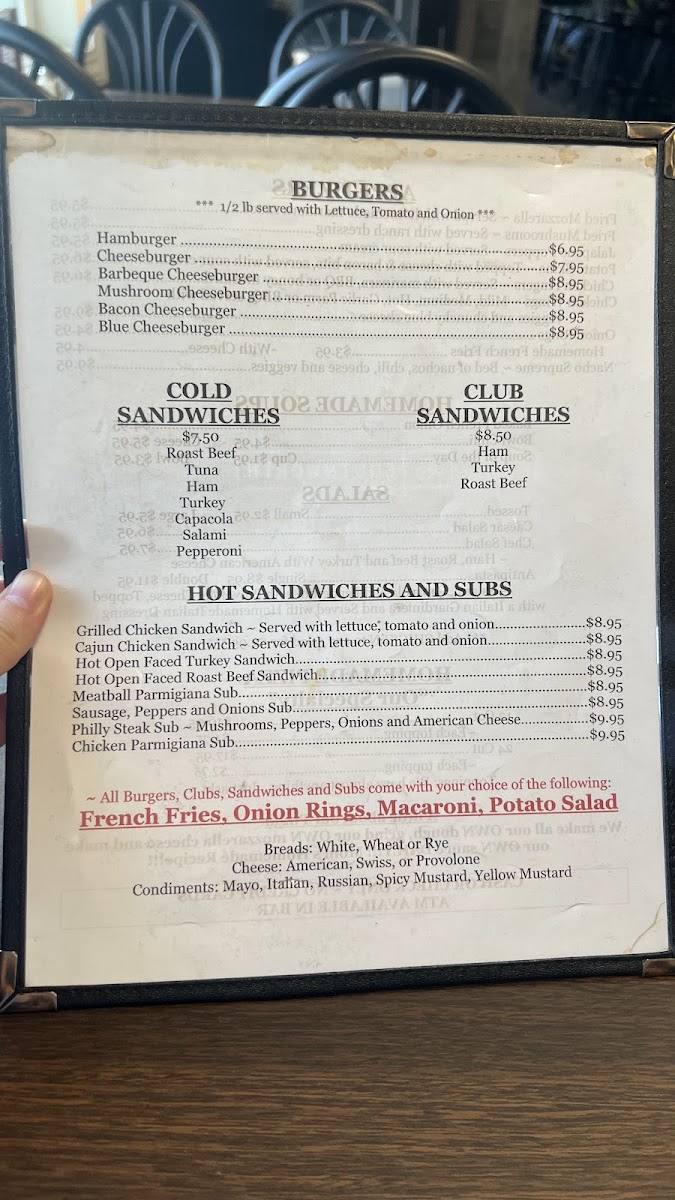 BURGERS
*** 1/2 lb served with Lettuce, Tomato and Onion ***
Hamburger ... $6.95
Cheeseburger ... $7.95
Barbeque Cheeseburger ... $8.95
Mushroom Cheeseburger ... $8.95
Bacon Cheeseburger ... $8.95
Blue Cheeseburger ... $8.95
COLD
SANDWICHES
$7.50
Roast Beef
Tuna
Ham
Turkey
Capacola
Salami
Pepperoni
CLUB
SANDWICHES
$8.50
Ham
Turkey
Roast Beef
HOT SANDWICHES AND SUBS
Grilled Chicken Sandwich ~ Served with lettuce, tomato and onion ... $8.95
Cajun Chicken Sandwich ~ Served with lettuce, tomato and onion ... $8.95
Hot Open Faced Turkey Sandwich ... $8.95
Hot Open Faced Roast Beef Sandwich ... $8.95
Meatball Parmigiana Sub ... $8.95
Sausage, Peppers and Onions Sub ... $8.95
Philly Steak Sub ~ Mushrooms, Peppers, Onions and American Cheese ... $9.95
Chicken Parmigiana Sub ... $9.95
~ All Burgers, Clubs, Sandwiches and Subs come with your choice of the following:
French Fries, Onion Rings, Macaroni, Potato Salad
Breads: White, Wheat or Rye
Cheese: American, Swiss, or Provolone
Condiments: Mayo, Italian, Russian, Spicy Mustard, Yellow Mustard